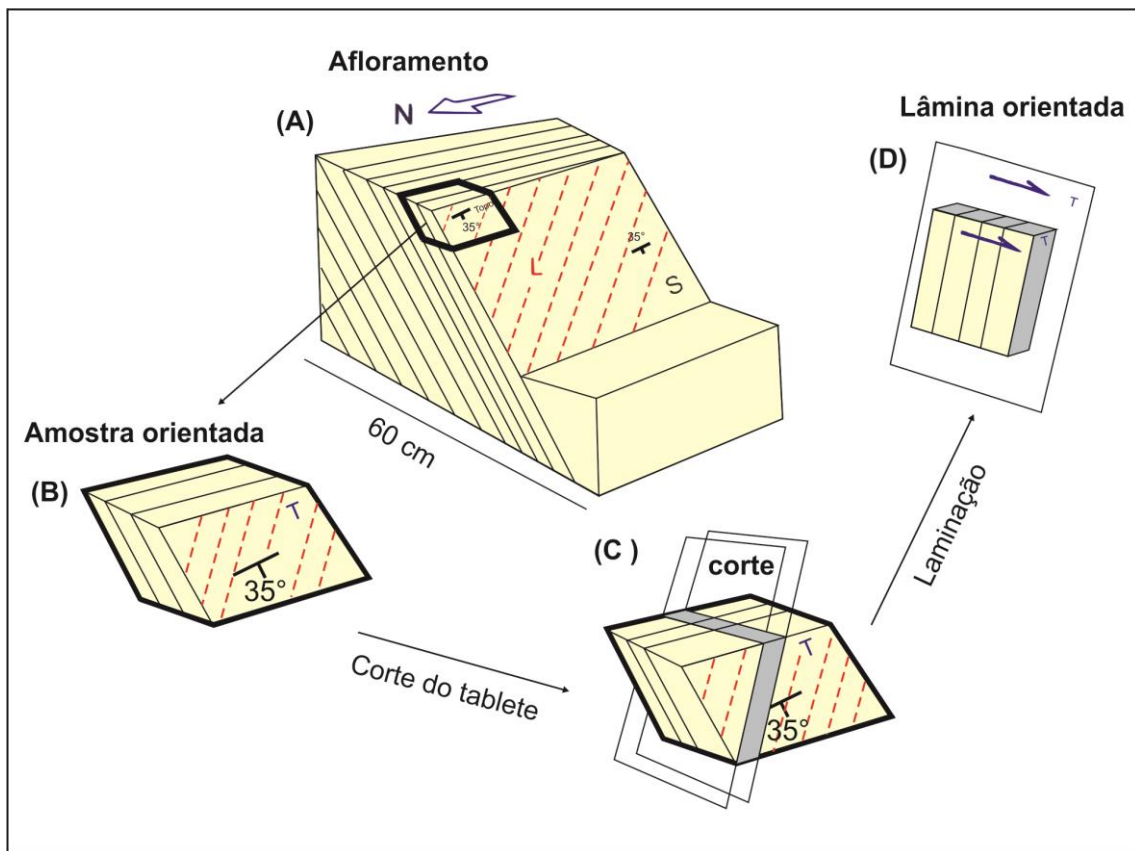 Afloramento
N
(A)
Topo
35°
35°
L
S
60 cm
Amostra orientada
(B)
T
35°
Corte do tablete
(C )
corte
T
35°
Laminação
Lâmina orientada
(D)
T
T